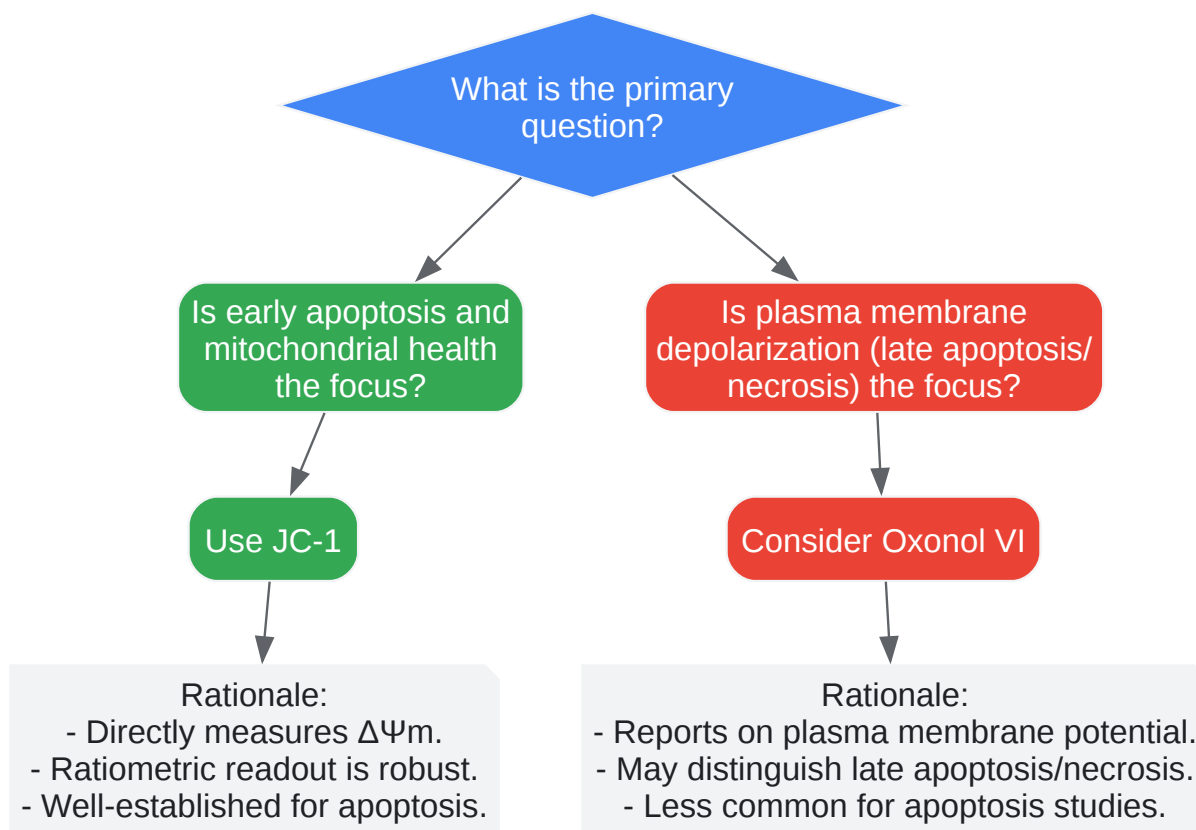 What is the primary
question?
Is early apoptosis and
mitochondrial health
the focus?
Is plasma membrane
depolarization (late apoptosis/
necrosis) the focus?
Use JC-1
Consider Oxonol VI
Rationale:
- Directly measures ΔΨm.
- Ratiometric readout is robust.
- Well-established for apoptosis.
Rationale:
- Reports on plasma membrane potential.
- May distinguish late apoptosis/necrosis.
- Less common for apoptosis studies.